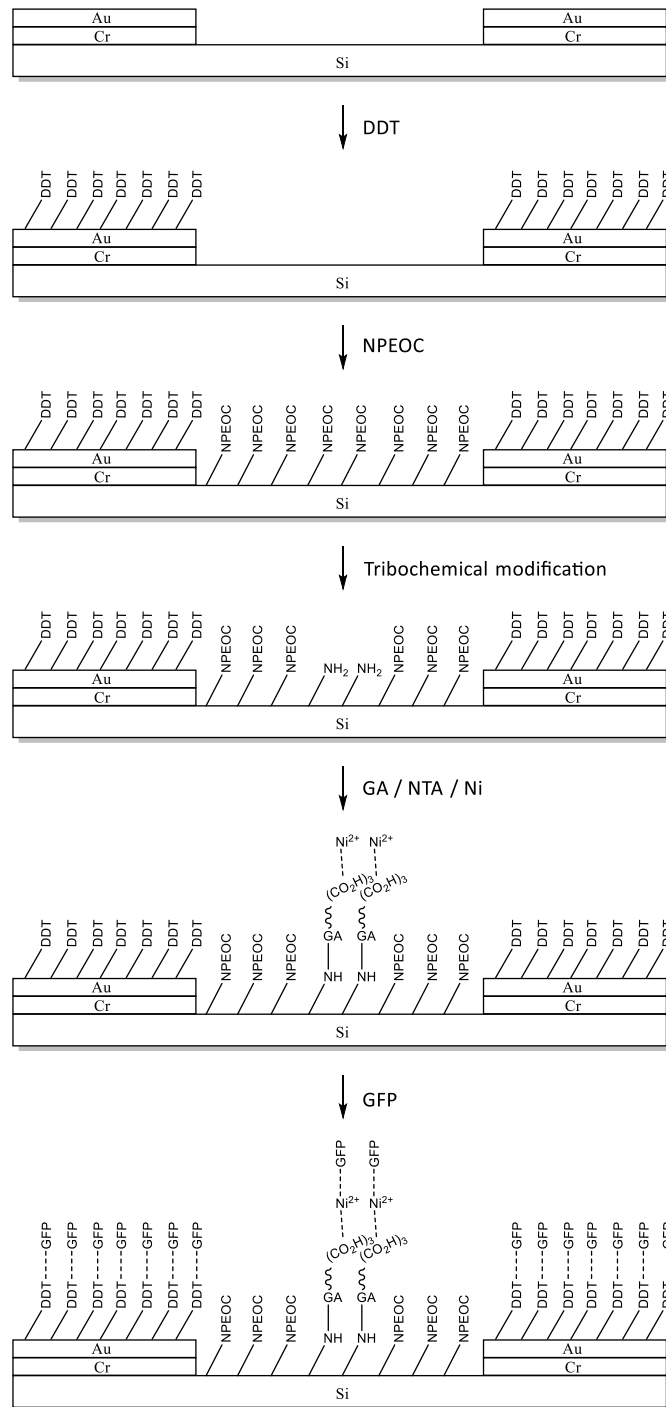 Au Au
Cr Cr
Si
DDT
DDT DDT DDT DDT DDT DDT DDT DDT DDT DDT DDT DDT DDT DDT
Au Au
Cr Cr
Si
NPEOC
DDT DDT DDT DDT DDT DDT DDT NPEOC NPEOC NPEOC NPEOC NPEOC NPEOC NPEOC NPEOC DDT DDT DDT DDT DDT DDT DDT
Au Au
Cr Cr
Si
Tribochemical modification
DDT DDT DDT DDT DDT DDT DDT NPEOC NPEOC NPEOC NH2 NH2 NPEOC NPEOC NPEOC DDT DDT DDT DDT DDT DDT DDT
Au Au
Cr Cr
Si
GA / NTA / Ni
Ni2+ Ni2+
(CO2H)3 (CO2H)3
GA GA
DDT DDT DDT DDT DDT DDT DDT NPEOC NPEOC NPEOC NH NH NPEOC NPEOC NPEOC DDT DDT DDT DDT DDT DDT DDT
Au Au
Cr Cr
Si
GFP
GFP GFP
Ni2+ Ni2+
GFP GFP GFP GFP GFP GFP GFP (CO2H)3 (CO2H)3 GFP GFP GFP GFP GFP GFP GFP
DDT DDT DDT DDT DDT DDT DDT GA GA DDT DDT DDT DDT DDT DDT DDT
NPEOC NPEOC NPEOC NH NH NPEOC NPEOC NPEOC
Au Au
Cr Cr
Si